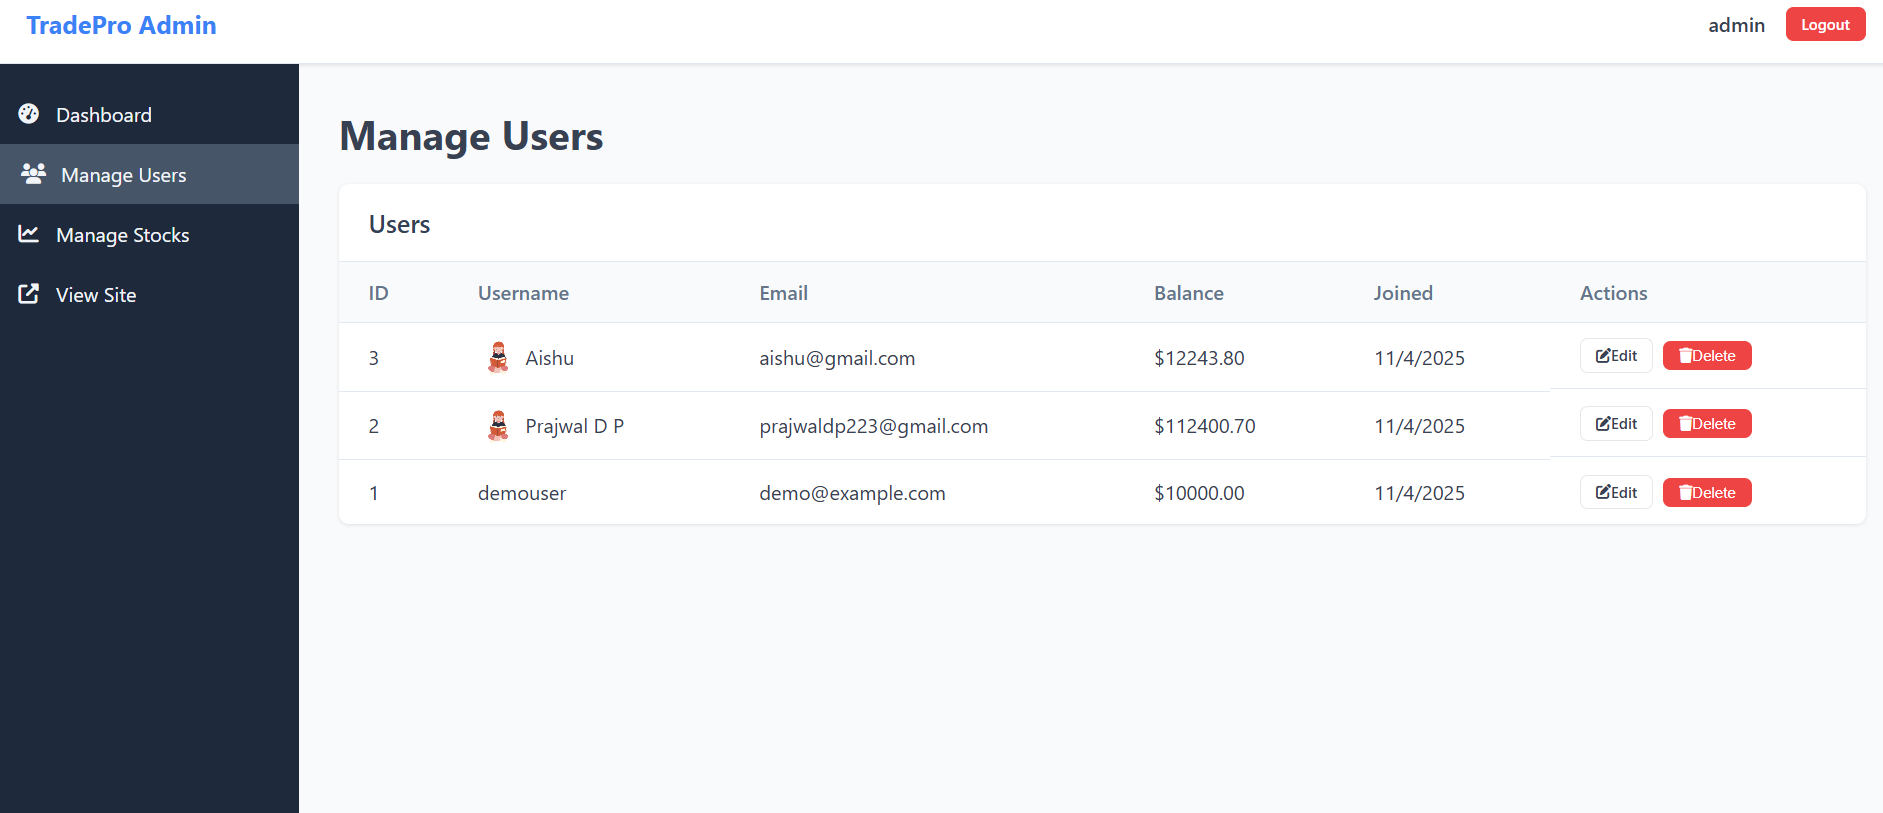 TradePro Admin admin Logout
Dashboard
Manage Users
Manage Stocks
View Site
Manage Users
Users
ID Username Email Balance Joined Actions
3 Aishu aishu@gmail.com $12243.80 11/4/2025 Edit Delete
2 Prajwal D P prajwaldp223@gmail.com $112400.70 11/4/2025 Edit Delete
1 demouser demo@example.com $10000.00 11/4/2025 Edit Delete